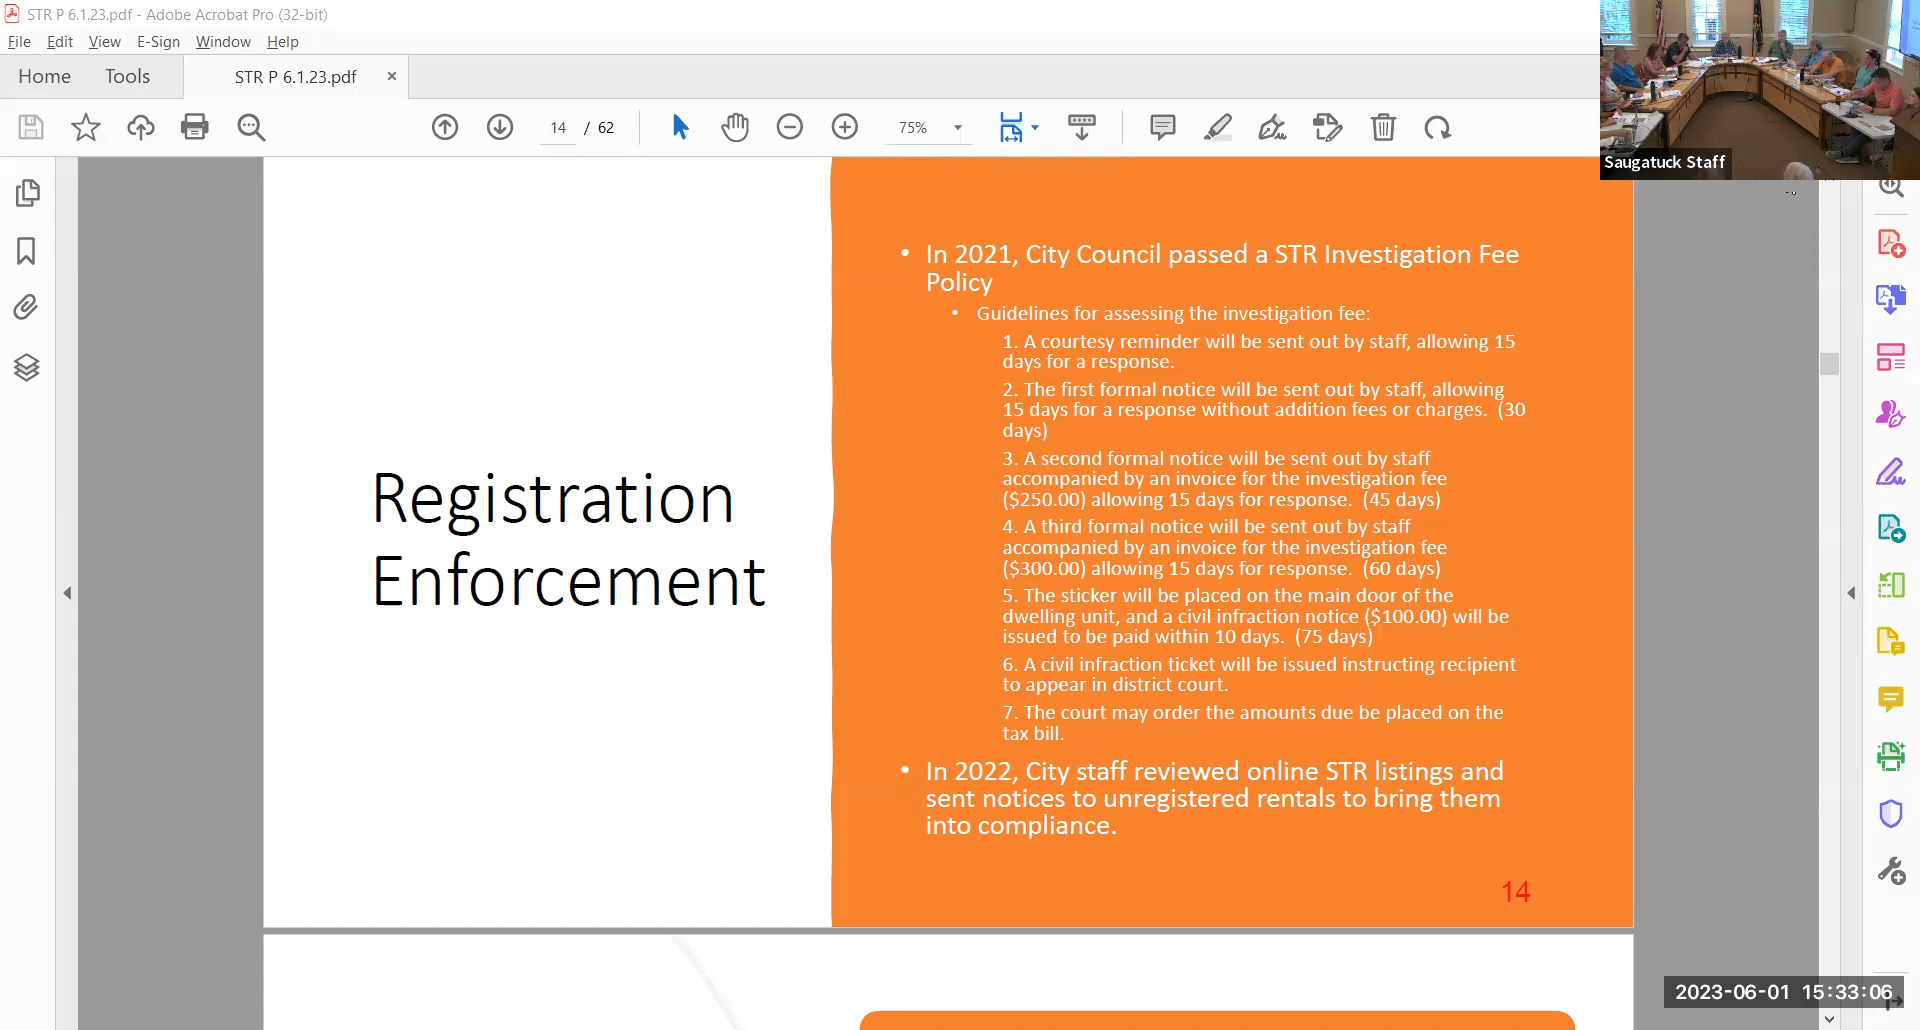 STR P 6.1.23.pdf - Adobe Acrobat Pro (32-bit)
File Edit View E-Sign Window Help
Home Tools STR P 6.1.23.pdf ×
14 / 62 75%
Saugatuck Staff
• In 2021, City Council passed a STR Investigation Fee
Policy
• Guidelines for assessing the investigation fee:
1. A courtesy reminder will be sent out by staff, allowing 15
days for a response.
2. The first formal notice will be sent out by staff, allowing
15 days for a response without addition fees or charges. (30
days)
3. A second formal notice will be sent out by staff
accompanied by an invoice for the investigation fee
($250.00) allowing 15 days for response. (45 days)
4. A third formal notice will be sent out by staff
accompanied by an invoice for the investigation fee
($300.00) allowing 15 days for response. (60 days)
5. The sticker will be placed on the main door of the
dwelling unit, and a civil infraction notice ($100.00) will be
issued to be paid within 10 days. (75 days)
6. A civil infraction ticket will be issued instructing recipient
to appear in district court.
7. The court may order the amounts due be placed on the
tax bill.
• In 2022, City staff reviewed online STR listings and
sent notices to unregistered rentals to bring them
into compliance.
Registration
Enforcement
14
2023-06-01 15:33:06